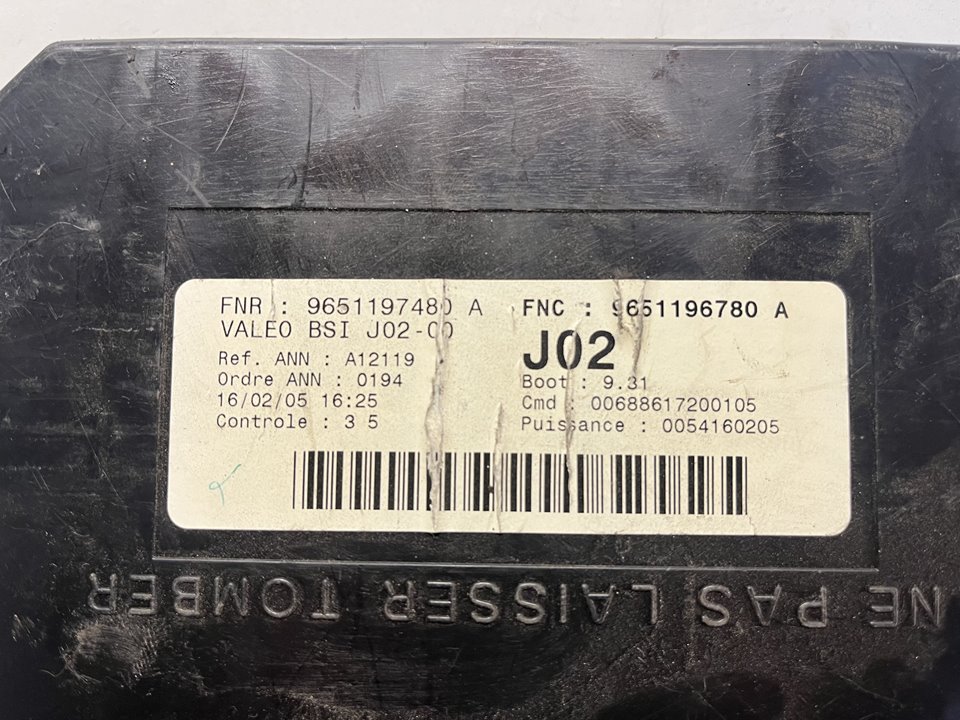 FNR : 9651197480 A FNC : 9651196780 A
VALEO BSI J02-00 J02
Ref. ANN : A12119
Ordre ANN : 0194 Boot : 9.31
16/02/05 16:25 Cmd : 00688617200105
Controle : 3 5 Puissance : 0054160205
NE PAS LAISSER TOMBER